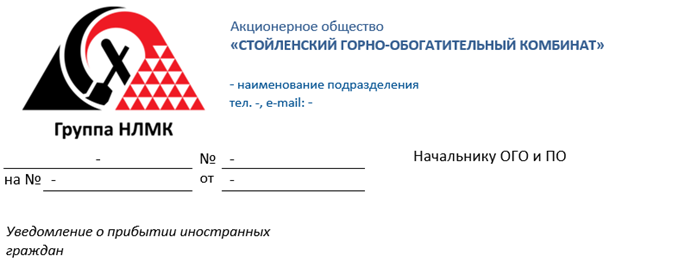 Акционерное общество
«СТОЙЛЕНСКИЙ ГОРНО-ОБОГАТИТЕЛЬНЫЙ КОМБИНАТ»
- наименование подразделения
тел. -, e-mail: -
Группа НЛМК
- № - Начальнику ОГО и ПО
на № - от -
Уведомление о прибытии иностранных
граждан